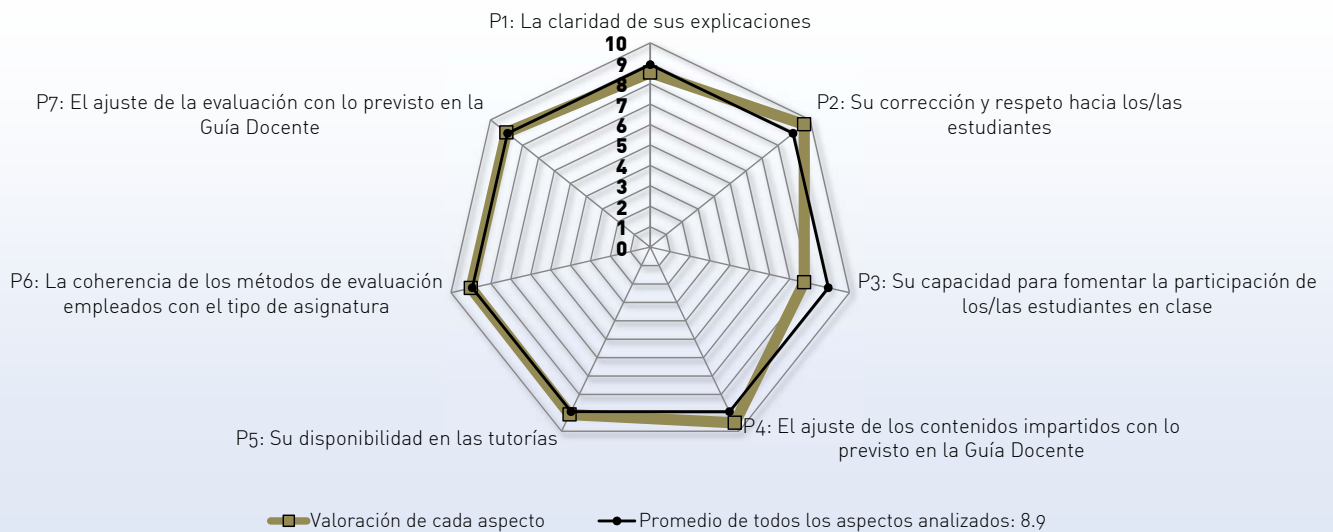 P1: La claridad de sus explicaciones
10
9
8
7
6
5
4
3
2
1
0
P2: Su corrección y respeto hacia los/las
estudiantes
P3: Su capacidad para fomentar la participación de
los/las estudiantes en clase
P4: El ajuste de los contenidos impartidos con lo
previsto en la Guía Docente
P5: Su disponibilidad en las tutorías
P6: La coherencia de los métodos de evaluación
empleados con el tipo de asignatura
P7: El ajuste de la evaluación con lo previsto en la
Guía Docente
Valoración de cada aspecto
Promedio de todos los aspectos analizados: 8.9